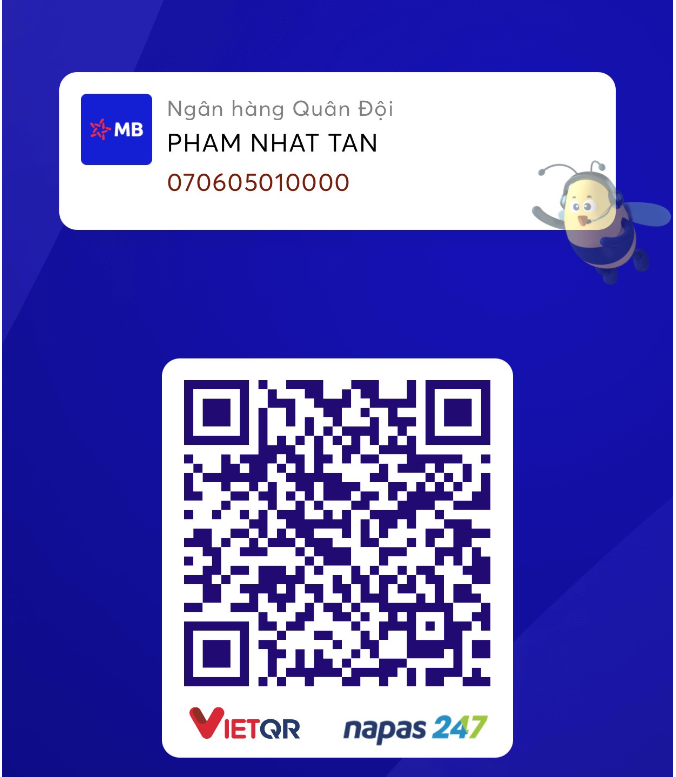 MB
Ngân hàng Quân Đội
PHAM NHAT TAN
070605010000
VIETQR
napas 247